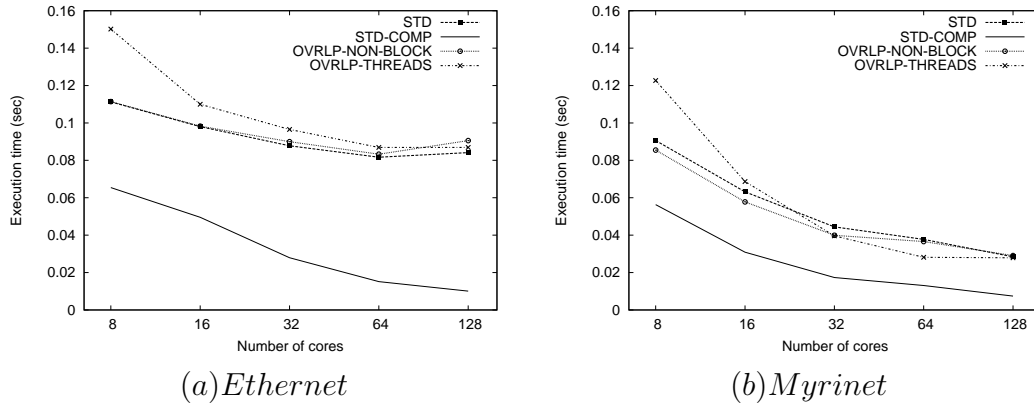 0.16
0.14
0.12
0.1
0.08
0.06
0.04
0.02
0
8 16 32 64 128
Execution time (sec)
Number of cores
STD
STD-COMP
OVRLP-NON-BLOCK
OVRLP-THREADS
(a)Ethernet
0.16
0.14
0.12
0.1
0.08
0.06
0.04
0.02
0
8 16 32 64 128
Execution time (sec)
Number of cores
STD
STD-COMP
OVRLP-NON-BLOCK
OVRLP-THREADS
(b)Myrinet